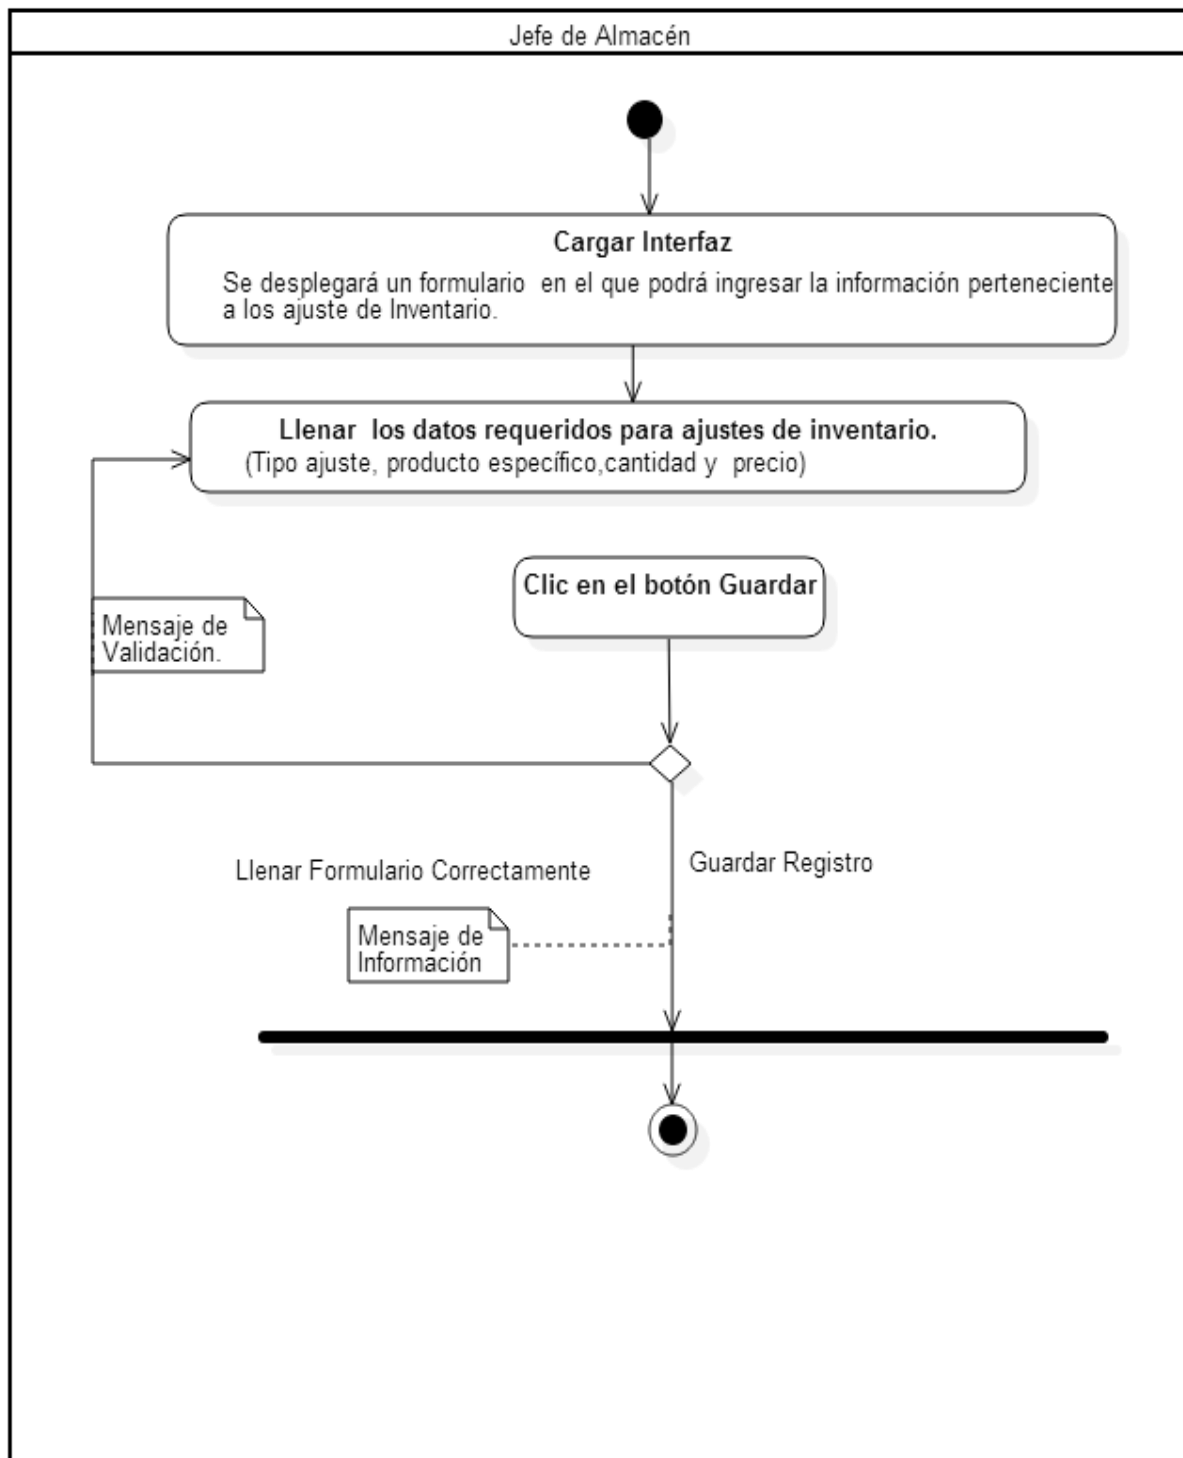 Jefe de Almacén
Cargar Interfaz
Se desplegará un formulario  en el que podrá ingresar la información perteneciente
a los ajuste de Inventario.
Llenar  los datos requeridos para ajustes de inventario.
(Tipo ajuste, producto específico,cantidad y  precio)
Clic en el botón Guardar
Mensaje de
Validación.
Llenar Formulario Correctamente
Guardar Registro
Mensaje de
Información